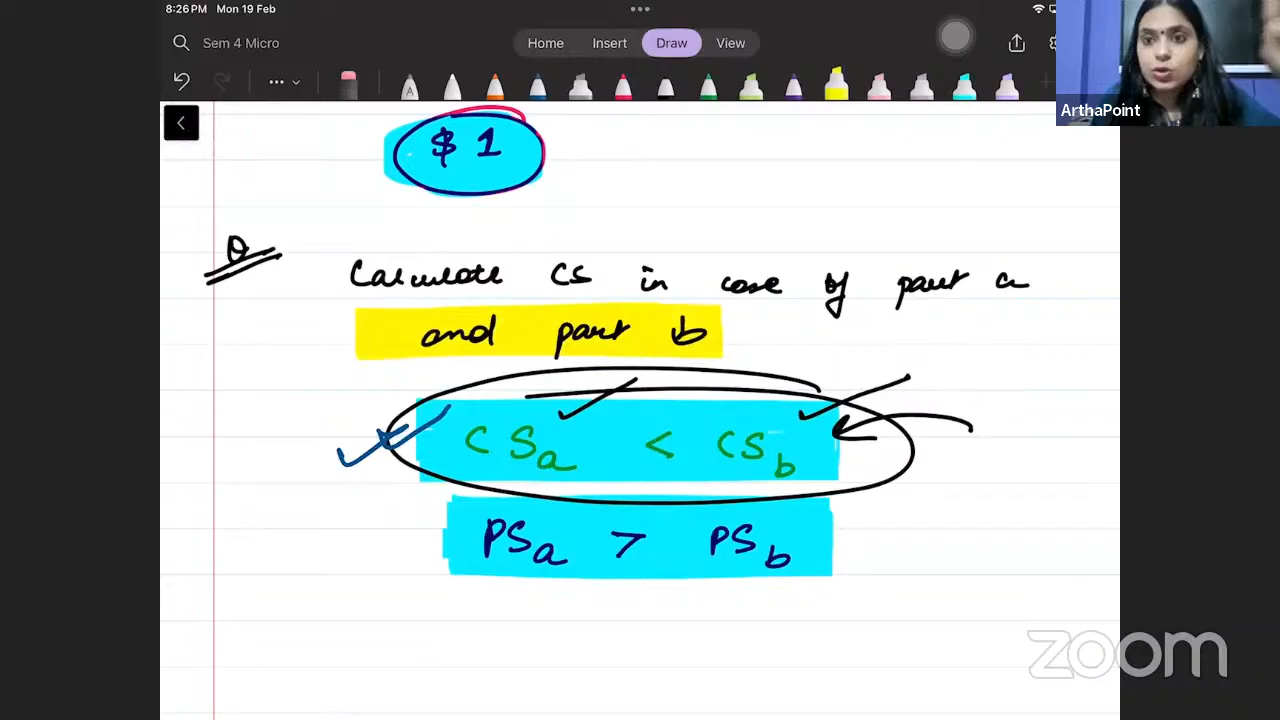 8:26 PM Mon 19 Feb
Sem 4 Micro
Home Insert Draw View
A
ArthaPoint
$ 1
Q
Calculate CS in case of part a
and part b
CSa < CSb
PSa > PSb
zoom